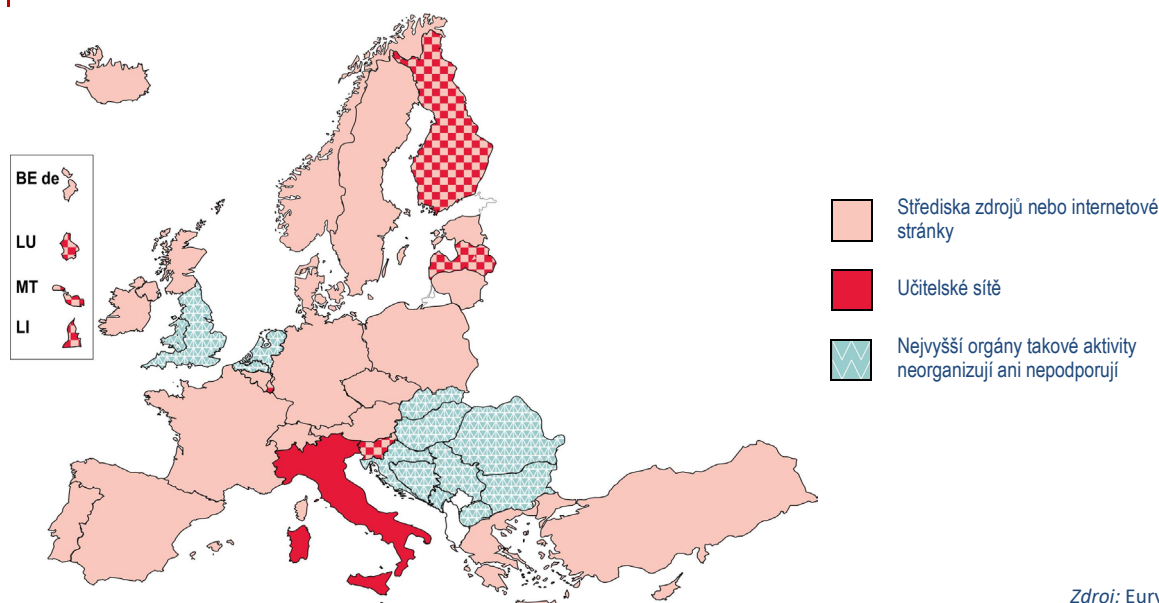 BE de
LU
MT
LI
Střediska zdrojů nebo internetové
stránky
Učitelské sítě
Nejvyšší orgány takové aktivity
neorganizují ani nepodporují
Zdroj: Eury